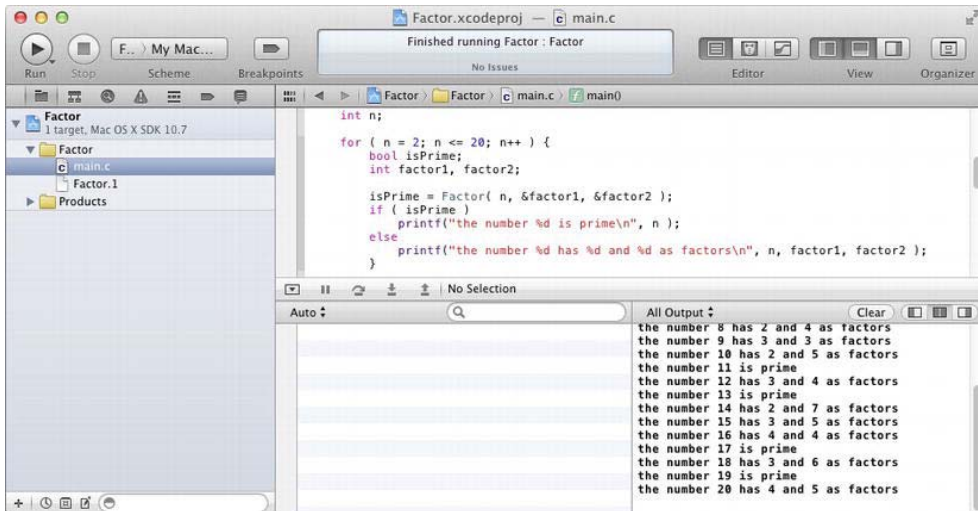 Factor.xcodeproj — main.c
F.. My Mac...
Finished running Factor : Factor
No Issues
Run Stop Scheme Breakpoints Editor View Organizer
Factor
1 target, Mac OS X SDK 10.7
Factor
main.c
Factor.1
Products
Factor Factor main.c main()
int n;
for ( n = 2; n <= 20; n++ ) {
bool isPrime;
int factor1, factor2;
isPrime = Factor( n, &factor1, &factor2 );
if ( isPrime )
printf("the number %d is prime\n", n );
else
printf("the number %d has %d and %d as factors\n", n, factor1, factor2 );
}
No Selection
Auto
All Output Clear
the number 8 has 2 and 4 as factors
the number 9 has 3 and 3 as factors
the number 10 has 2 and 5 as factors
the number 11 is prime
the number 12 has 3 and 4 as factors
the number 13 is prime
the number 14 has 2 and 7 as factors
the number 15 has 3 and 5 as factors
the number 16 has 4 and 4 as factors
the number 17 is prime
the number 18 has 3 and 6 as factors
the number 19 is prime
the number 20 has 4 and 5 as factors